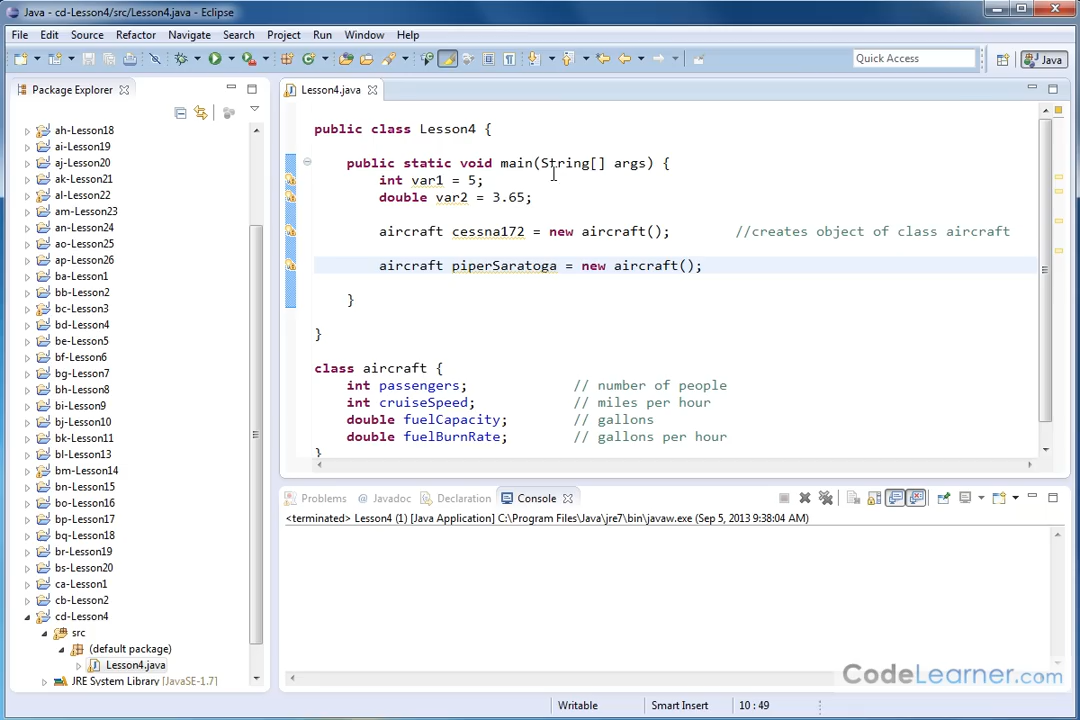 Java - cd-Lesson4/src/Lesson4.java - Eclipse
File Edit Source Refactor Navigate Search Project Run Window Help
Quick Access
Java
Package Explorer
ah-Lesson18
ai-Lesson19
aj-Lesson20
ak-Lesson21
al-Lesson22
am-Lesson23
an-Lesson24
ao-Lesson25
ap-Lesson26
ba-Lesson1
bb-Lesson2
bc-Lesson3
bd-Lesson4
be-Lesson5
bf-Lesson6
bg-Lesson7
bh-Lesson8
bi-Lesson9
bj-Lesson10
bk-Lesson11
bl-Lesson13
bm-Lesson14
bn-Lesson15
bo-Lesson16
bp-Lesson17
bq-Lesson18
br-Lesson19
bs-Lesson20
ca-Lesson1
cb-Lesson2
cd-Lesson4
src
(default package)
Lesson4.java
JRE System Library [JavaSE-1.7]
Lesson4.java
public class Lesson4 {
public static void main(String[] args) {
int var1 = 5;
double var2 = 3.65;
aircraft cessna172 = new aircraft(); //creates object of class aircraft
aircraft piperSaratoga = new aircraft();
}
}
class aircraft {
int passengers; // number of people
int cruiseSpeed; // miles per hour
double fuelCapacity; // gallons
double fuelBurnRate; // gallons per hour
}
Problems @ Javadoc Declaration Console
<terminated> Lesson4 (1) [Java Application] C:\Program Files\Java\jre7\bin\javaw.exe (Sep 5, 2013 9:38:04 AM)
CodeLearner.com
Writable Smart Insert 10 : 49